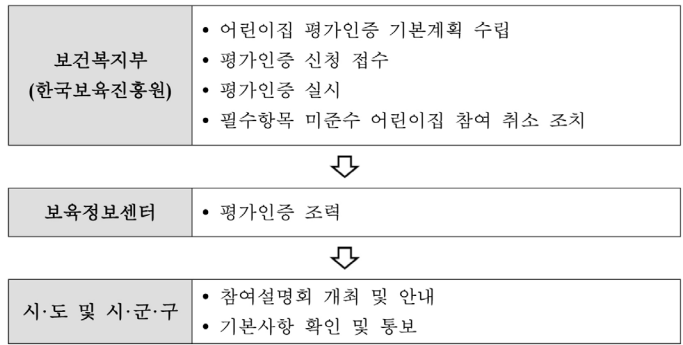 보건복지부
(한국보육진흥원)
• 어린이집 평가인증 기본계획 수립
• 평가인증 신청 접수
• 평가인증 실시
• 필수항목 미준수 어린이집 참여 취소 조치
보육정보센터
• 평가인증 조력
시·도 및 시·군·구
• 참여설명회 개최 및 안내
• 기본사항 확인 및 통보